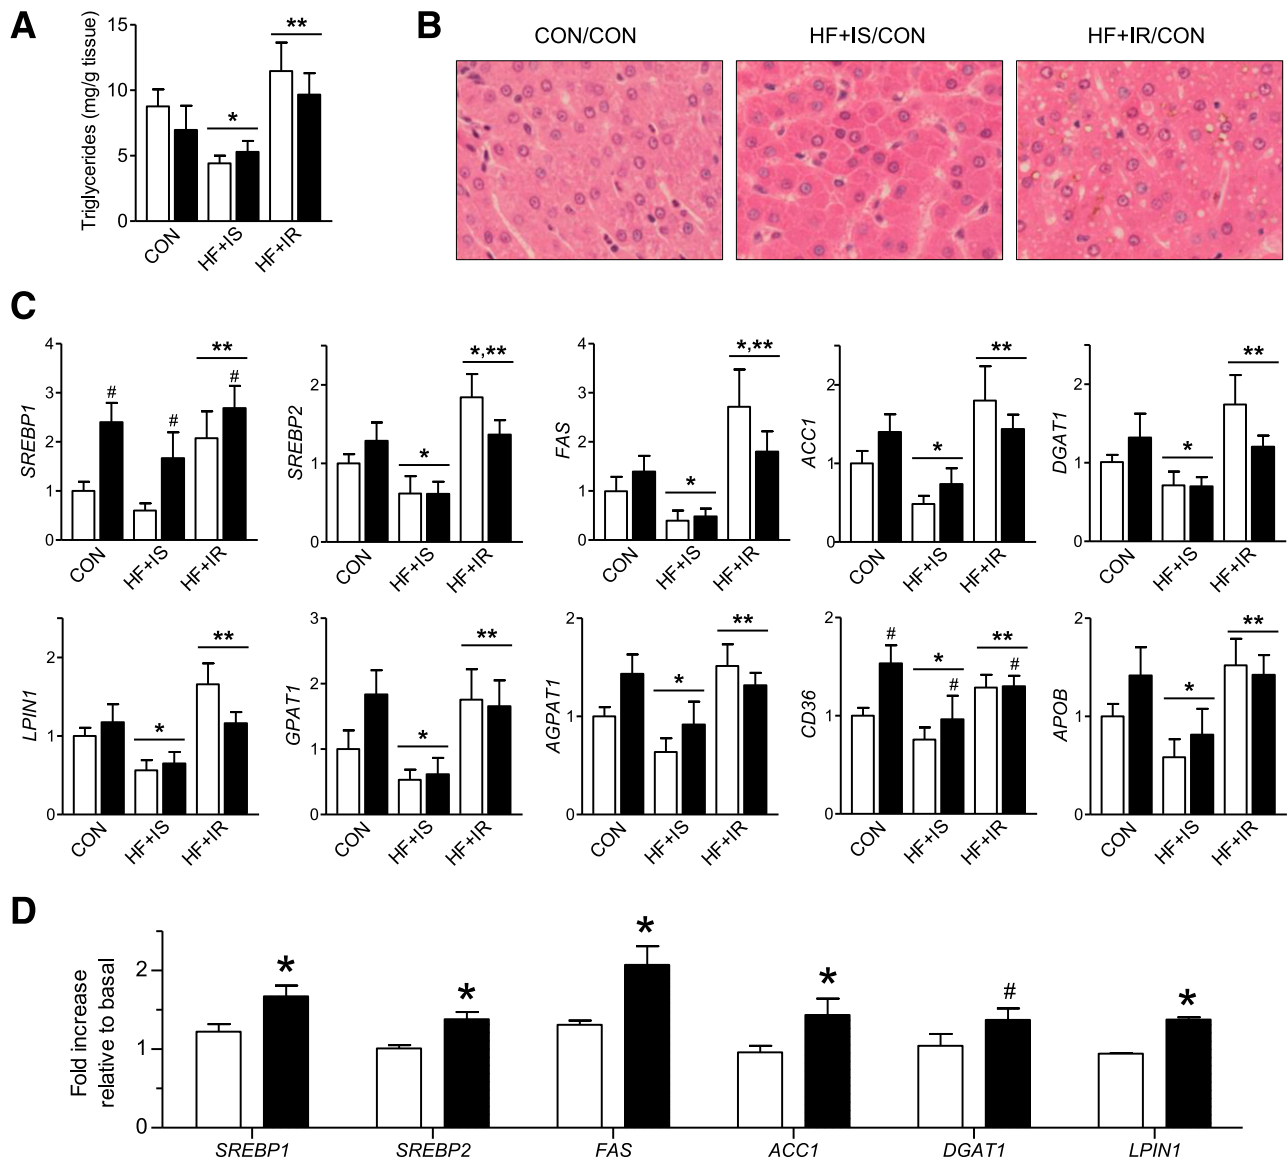 A
Triglycerides (mg/g tissue)
15
10
5
0
*
**
CON
HF+IS
HF+IR
B
CON/CON
HF+IS/CON
HF+IR/CON
C
SREBP1
4
3
2
1
0
#
#
**
#
CON
HF+IS
HF+IR
SREBP2
2
1
0
*
*,**
CON
HF+IS
HF+IR
FAS
4
3
2
1
0
*
*,**
CON
HF+IS
HF+IR
ACC1
2
1
0
*
**
CON
HF+IS
HF+IR
DGAT1
2
1
0
*
**
CON
HF+IS
HF+IR
LPIN1
2
1
0
*
**
CON
HF+IS
HF+IR
GPAT1
3
2
1
0
*
**
CON
HF+IS
HF+IR
AGPAT1
2
1
0
*
**
CON
HF+IS
HF+IR
CD36
2
1
0
#
*
#
**
#
CON
HF+IS
HF+IR
APOB
2
1
0
*
**
CON
HF+IS
HF+IR
D
Fold increase
relative to basal
2
1
0
*
*
*
*
#
*
SREBP1 SREBP2 FAS ACC1 DGAT1 LPIN1